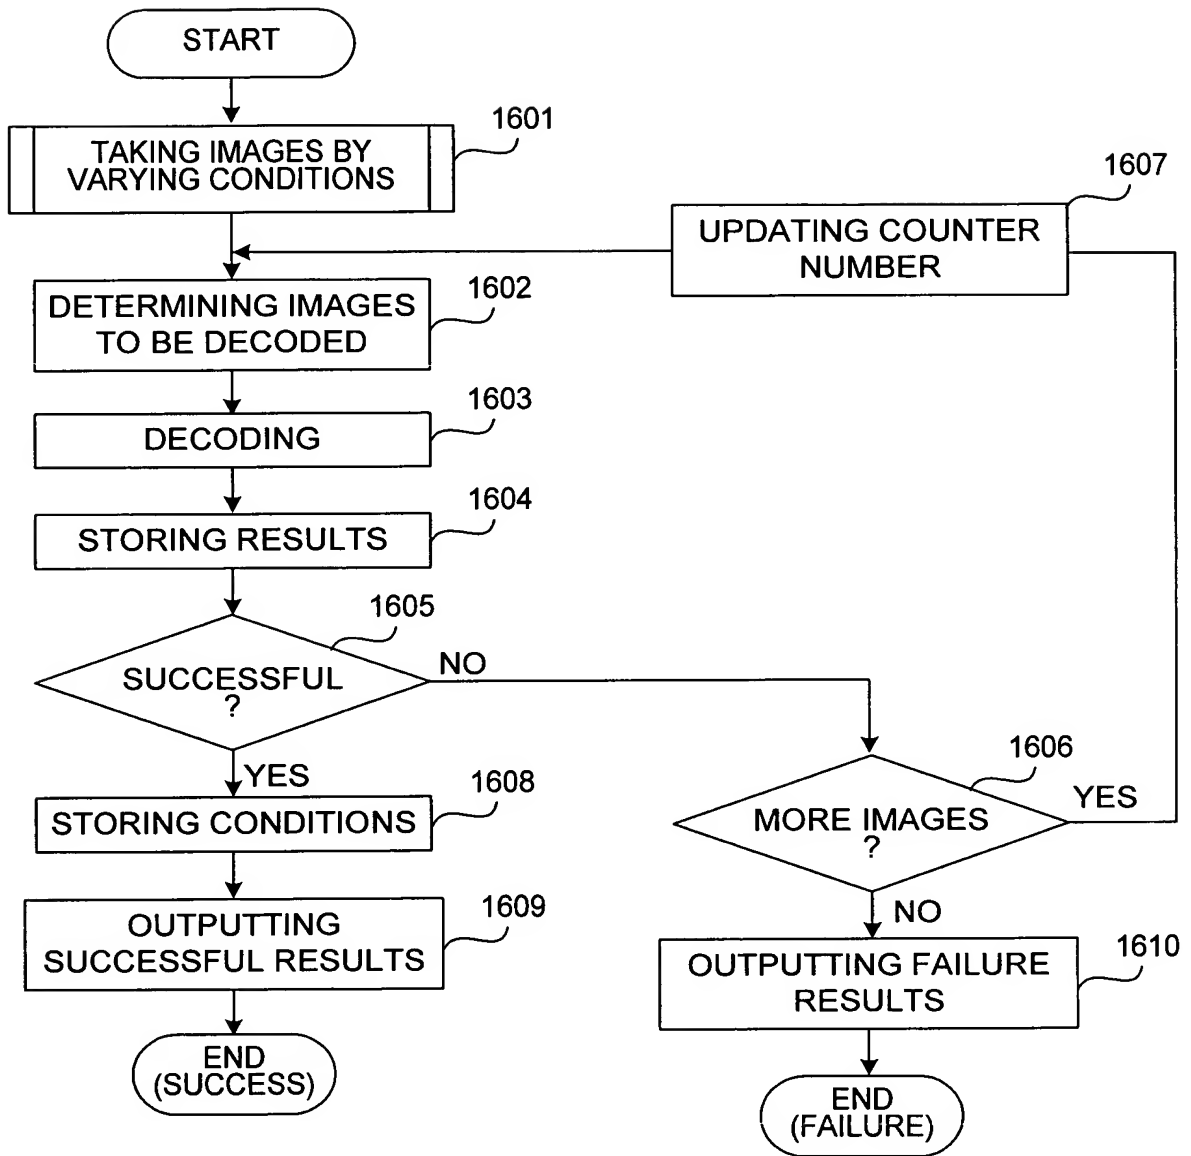 START
1601
TAKING IMAGES BY
VARYING CONDITIONS
1607
UPDATING COUNTER
NUMBER
1602
DETERMINING IMAGES
TO BE DECODED
1603
DECODING
1604
STORING RESULTS
1605
SUCCESSFUL
?
NO
YES
1606
MORE IMAGES
?
YES
NO
1608
STORING CONDITIONS
1609
OUTPUTTING
SUCCESSFUL RESULTS
1610
OUTPUTTING FAILURE
RESULTS
END
(SUCCESS)
END
(FAILURE)